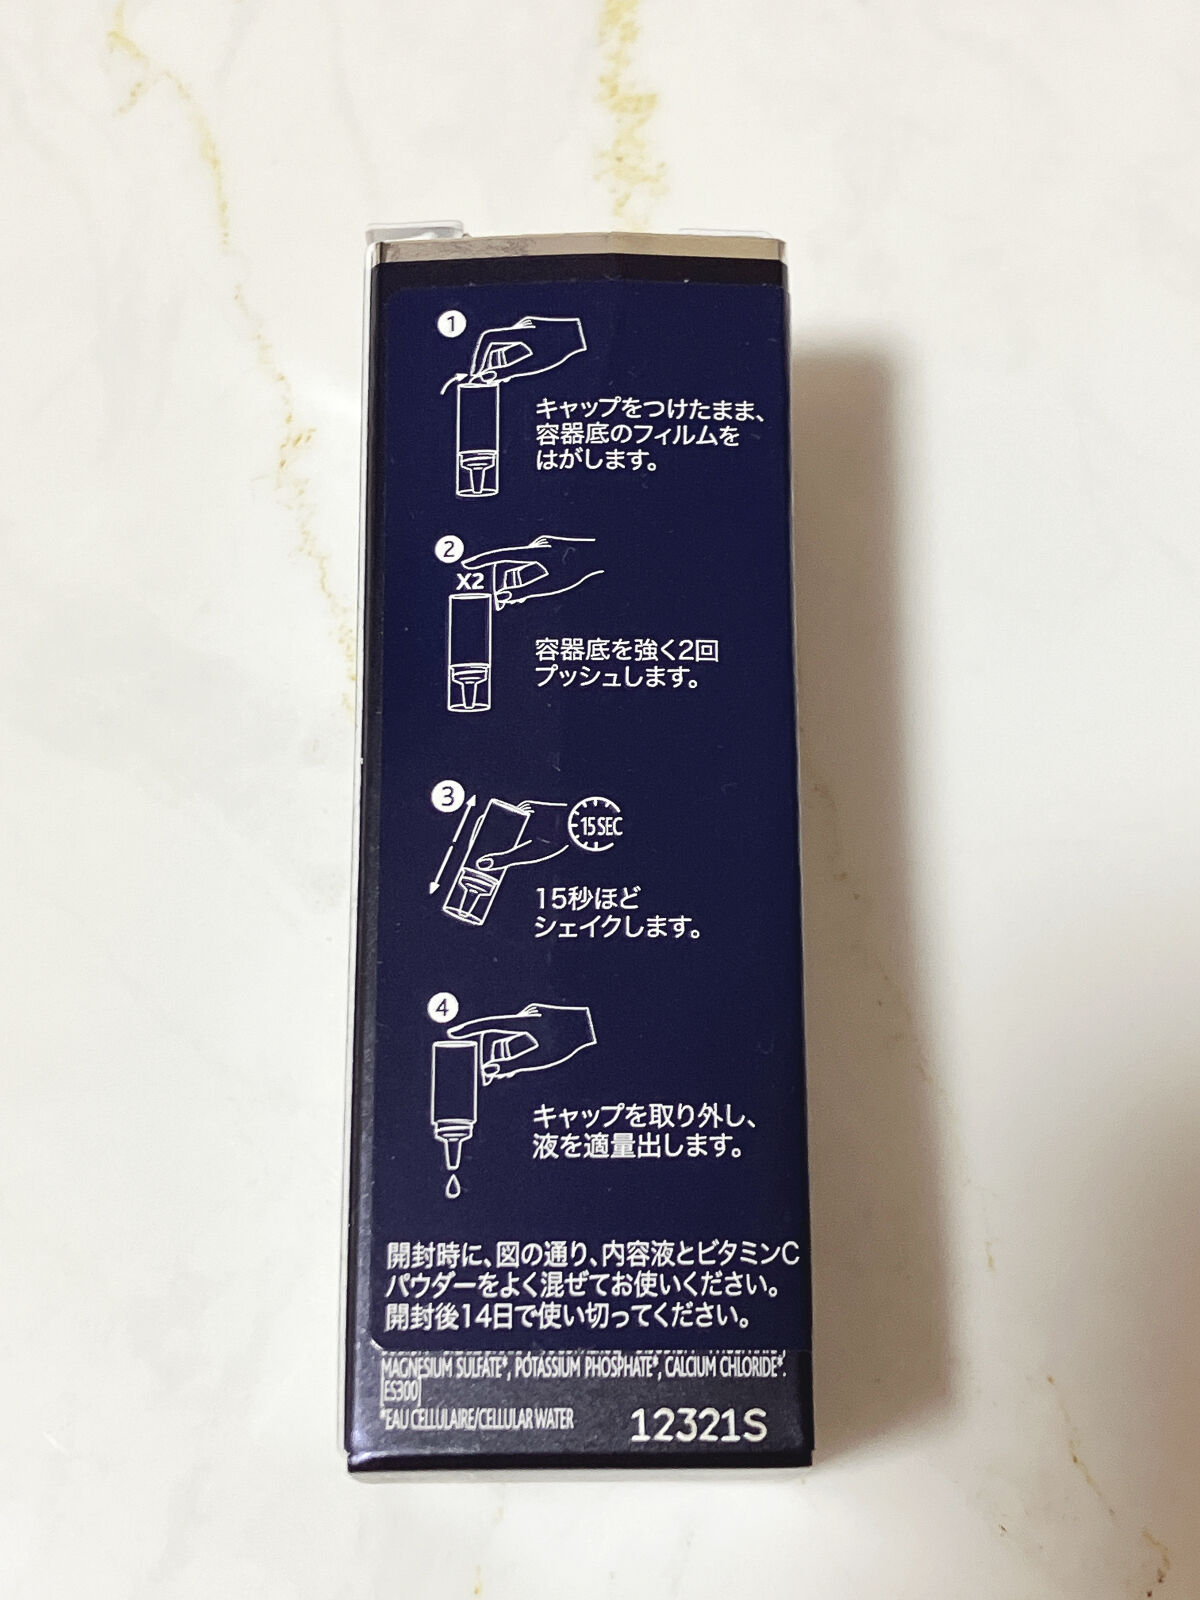 1
キャップをつけたまま、
容器底のフィルムを
はがします。
2
X2
容器底を強く2回
プッシュします。
3
15 SEC
15秒ほど
シェイクします。
4
キャップを取り外し、
液を適量出します。
開封時に、図の通り、内容液とビタミンC
パウダーをよく混ぜてお使いください。
開封後14日で使い切ってください。
MAGNESIUM SULFATE*, POTASSIUM PHOSPHATE*, CALCIUM CHLORIDE*.
[ES300]
*EAU CELLULAIRE/CELLULAR WATER
12321S